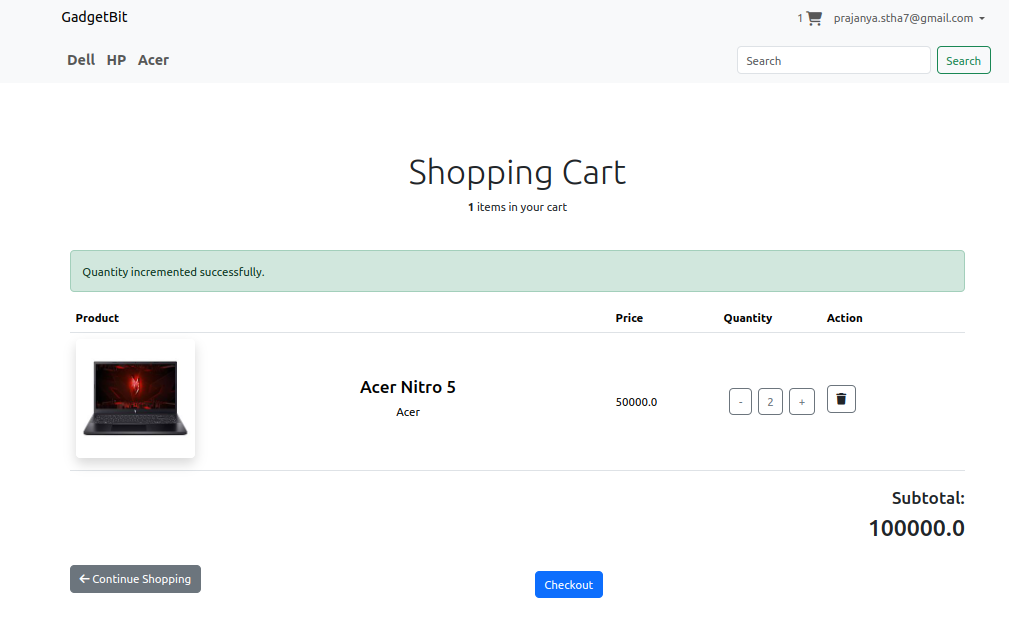 GadgetBit
1
prajanya.stha7@gmail.com
Dell HP Acer
Search
Search
Shopping Cart
1 items in your cart
Quantity incremented successfully.
Product Price Quantity Action
Acer Nitro 5
Acer
50000.0
- 2 +
Subtotal:
100000.0
Continue Shopping
Checkout